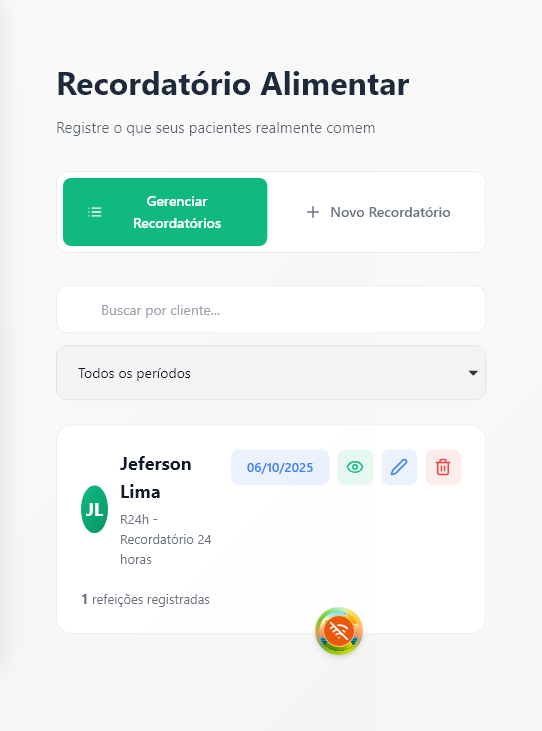 Recordatório Alimentar
Registre o que seus pacientes realmente comem
Gerenciar
Recordatórios
Novo Recordatório
Buscar por cliente...
Todos os períodos
JL
Jeferson
Lima
R24h -
Recordatório 24
horas
06/10/2025
1 refeições registradas